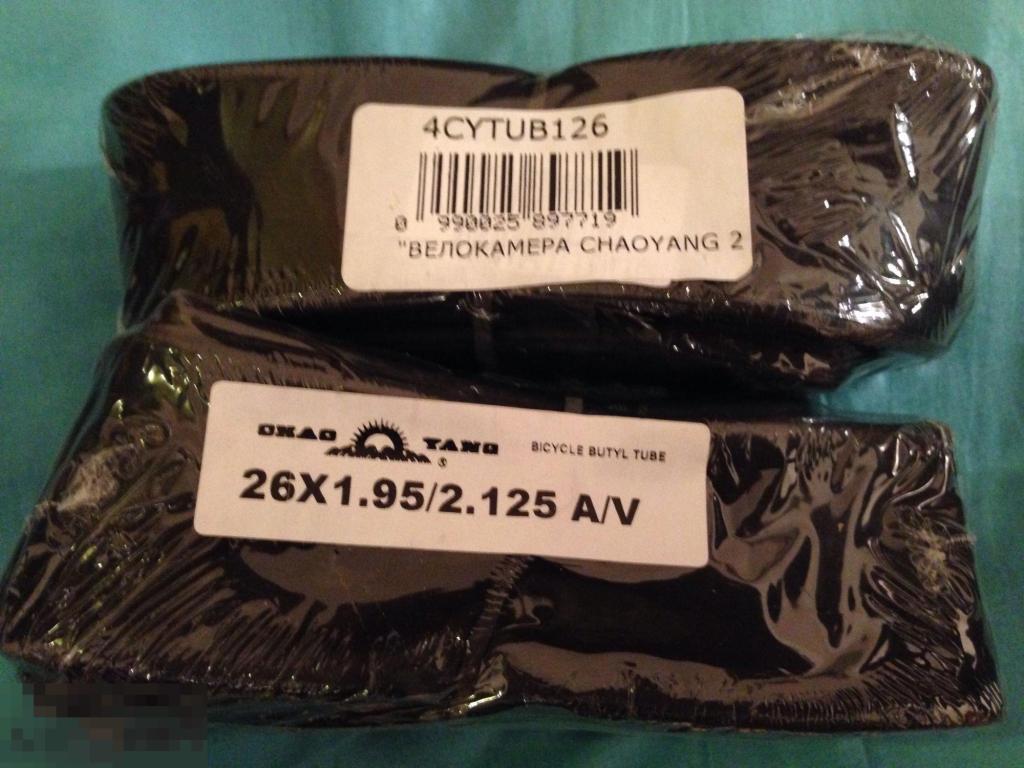 4CYTUB126
0 990025 897719
"ВЕЛОКАМЕРА CHAOYANG 2
CHAO YANG BICYCLE BUTYL TUBE
26X1.95/2.125 A/V